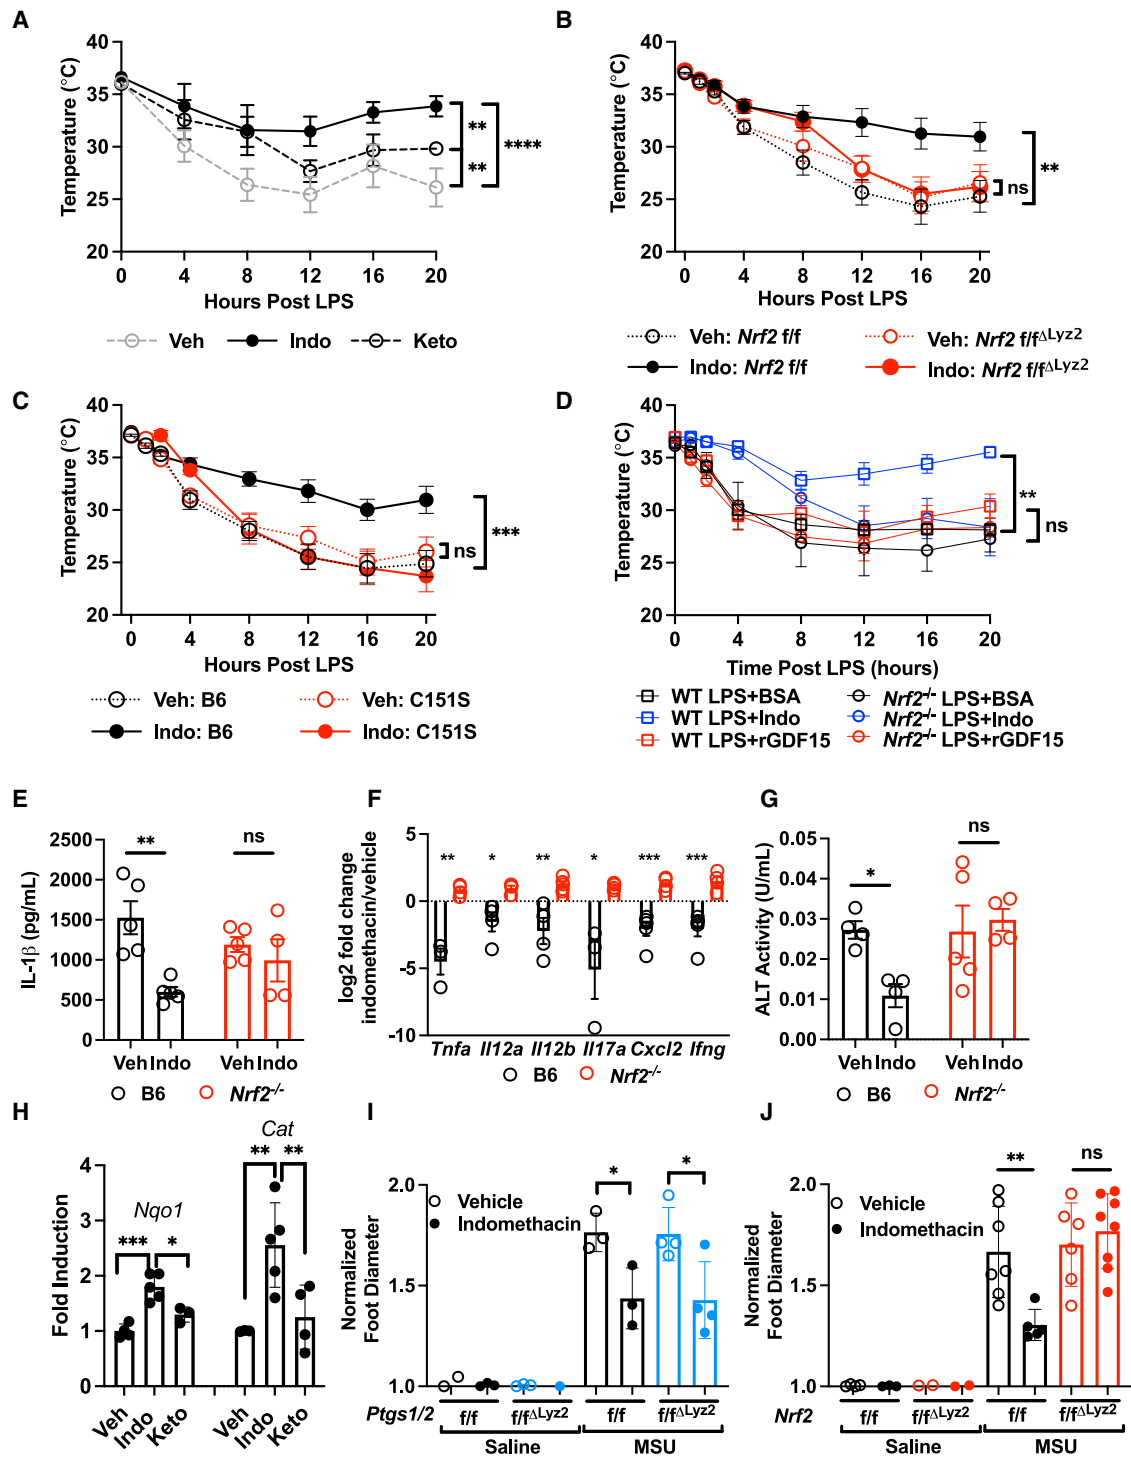 A
Temperature (°C)
40
35
30
25
20
0 4 8 12 16 20
Hours Post LPS
**
**
****
Veh Indo Keto
B
Temperature (°C)
40
35
30
25
20
0 4 8 12 16 20
Hours Post LPS
ns
**
Veh: Nrf2 f/f Veh: Nrf2 f/fΔLyz2
Indo: Nrf2 f/f Indo: Nrf2 f/fΔLyz2
C
Temperature (°C)
40
35
30
25
20
0 4 8 12 16 20
Hours Post LPS
ns
***
Veh: B6 Veh: C151S
Indo: B6 Indo: C151S
D
Temperature (°C)
40
35
30
25
20
0 4 8 12 16 20
Time Post LPS (hours)
**
ns
WT LPS+BSA Nrf2-/- LPS+BSA
WT LPS+Indo Nrf2-/- LPS+Indo
WT LPS+rGDF15 Nrf2-/- LPS+rGDF15
E
IL-1β (pg/mL)
2500
2000
1500
1000
500
0
** ns
Veh Indo Veh Indo
B6 Nrf2-/-
F
log2 fold change
indomethacin/vehicle
5
0
-5
-10
** * ** * *** ***
Tnfa Il12a Il12b Il17a Cxcl2 Ifng
B6 Nrf2-/-
G
ALT Activity (U/mL)
0.05
0.04
0.03
0.02
0.01
0.00
* ns
Veh Indo Veh Indo
B6 Nrf2-/-
H
Fold Induction
4
3
2
1
0
Cat
** **
Nqo1
*** *
Veh Indo Keto Veh Indo Keto
I
Normalized
Foot Diameter
2.0
1.5
1.0
Vehicle
Indomethacin
* *
Ptgs1/2 f/f f/fΔLyz2 f/f f/fΔLyz2
Saline MSU
J
Normalized
Foot Diameter
2.0
1.5
1.0
Vehicle
Indomethacin
** ns
Nrf2 f/f f/fΔLyz2 f/f f/fΔLyz2
Saline MSU